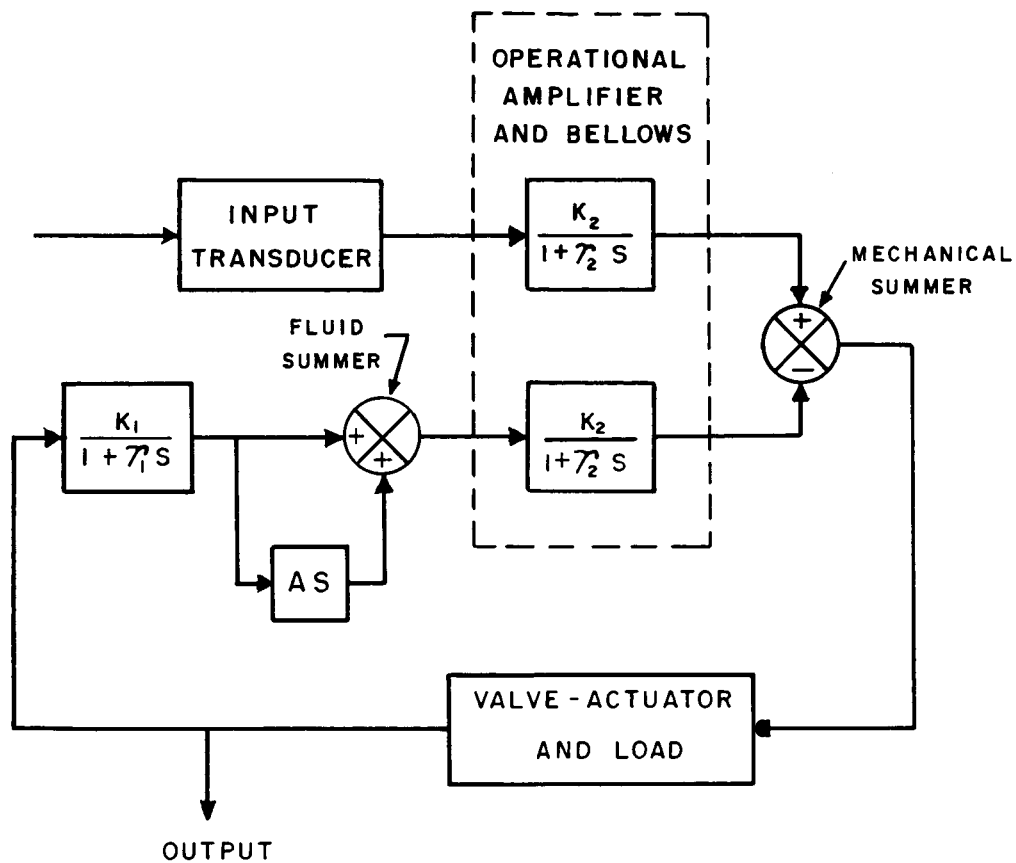 OPERATIONAL
AMPLIFIER
AND BELLOWS
INPUT
TRANSDUCER
K₂
1+τ₂ S
MECHANICAL
SUMMER
+
−
FLUID
SUMMER
K₁
1 + τ₁ S
+
+
K₂
1+τ₂ S
AS
VALVE-ACTUATOR
AND LOAD
OUTPUT